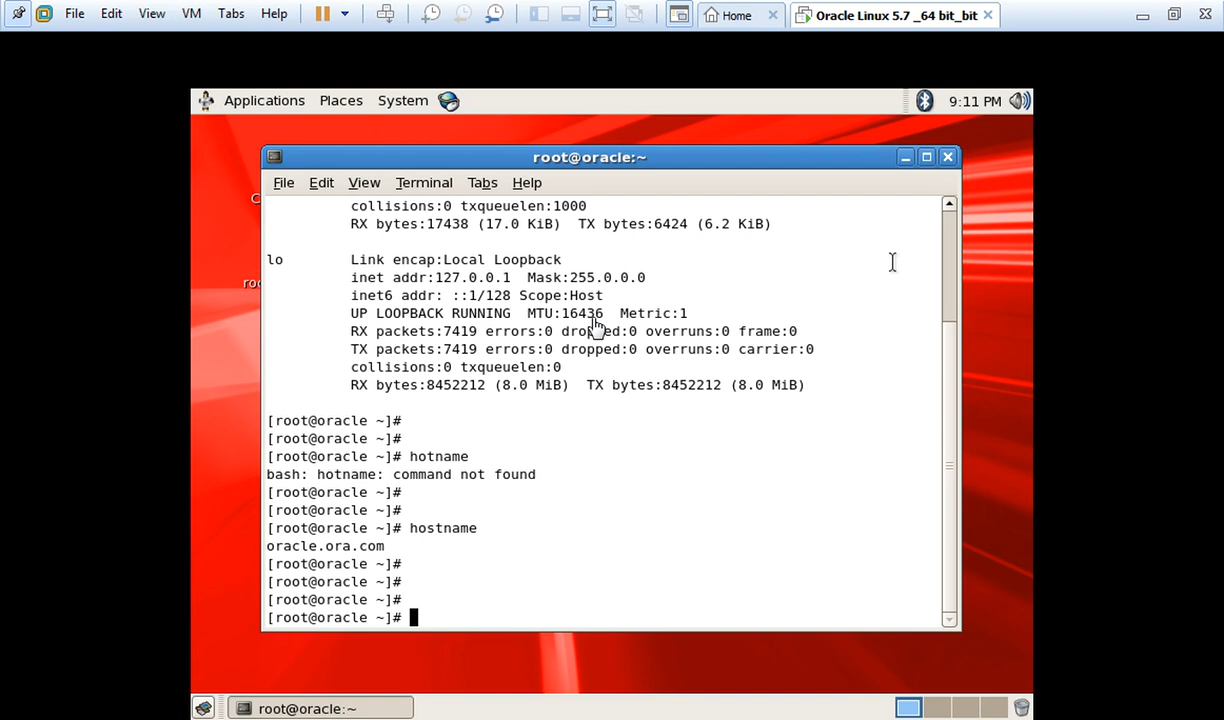 File Edit View VM Tabs Help
Home
Oracle Linux 5.7 _64 bit_bit
Applications Places System
9:11 PM
root@oracle:~
File Edit View Terminal Tabs Help
collisions:0 txqueuelen:1000
RX bytes:17438 (17.0 KiB) TX bytes:6424 (6.2 KiB)
lo Link encap:Local Loopback
inet addr:127.0.0.1 Mask:255.0.0.0
inet6 addr: ::1/128 Scope:Host
UP LOOPBACK RUNNING MTU:16436 Metric:1
RX packets:7419 errors:0 dropped:0 overruns:0 frame:0
TX packets:7419 errors:0 dropped:0 overruns:0 carrier:0
collisions:0 txqueuelen:0
RX bytes:8452212 (8.0 MiB) TX bytes:8452212 (8.0 MiB)
[root@oracle ~]#
[root@oracle ~]#
[root@oracle ~]# hotname
bash: hotname: command not found
[root@oracle ~]#
[root@oracle ~]#
[root@oracle ~]# hostname
oracle.ora.com
[root@oracle ~]#
[root@oracle ~]#
[root@oracle ~]#
[root@oracle ~]#
root@oracle:~